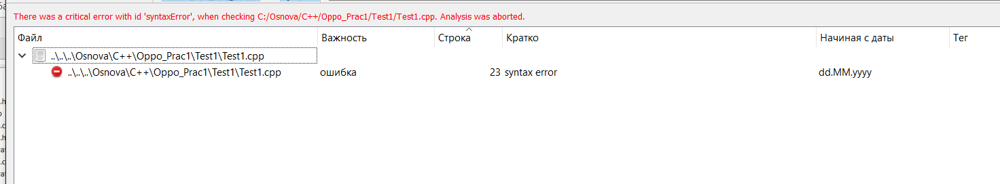 There was a critical error with id 'syntaxError', when checking C:/Osnova/C++/Oppo_Prac1/Test1/Test1.cpp. Analysis was aborted.
Файл Важность Строка Кратко Начиная с даты Тег
..\..\..\Osnova\C++\Oppo_Prac1\Test1\Test1.cpp
..\..\..\Osnova\C++\Oppo_Prac1\Test1\Test1.cpp ошибка 23 syntax error dd.MM.yyyy